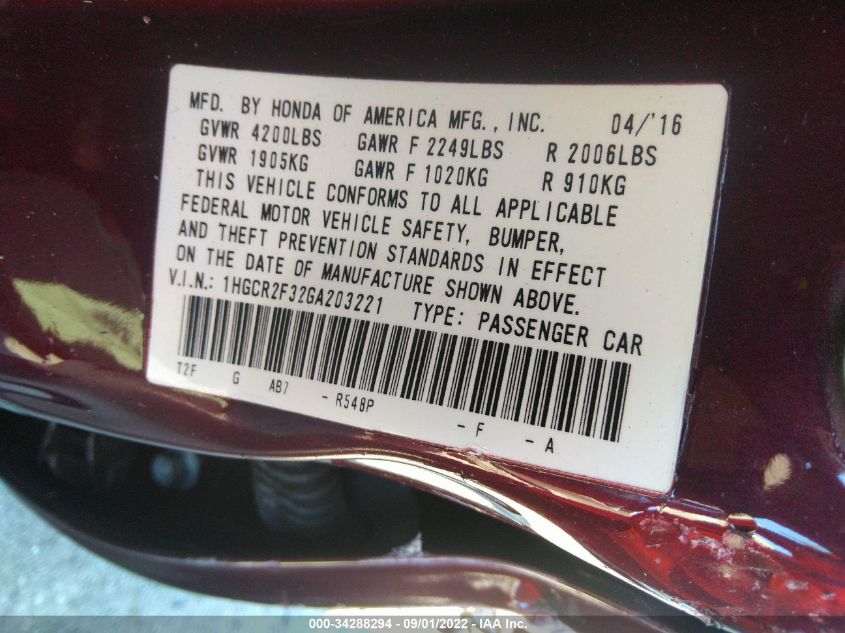 MFD. BY HONDA OF AMERICA MFG., INC. 04/'16
GVWR 4200LBS GAWR F 2249LBS R 2006LBS
GVWR 1905KG GAWR F 1020KG R 910KG
THIS VEHICLE CONFORMS TO ALL APPLICABLE
FEDERAL MOTOR VEHICLE SAFETY, BUMPER,
AND THEFT PREVENTION STANDARDS IN EFFECT
ON THE DATE OF MANUFACTURE SHOWN ABOVE.
V.I.N.: 1HGCR2F32GA203221 TYPE: PASSENGER CAR
T2F G AB7 - R548P - F - A
000-34288294 - 09/01/2022 - IAA Inc.